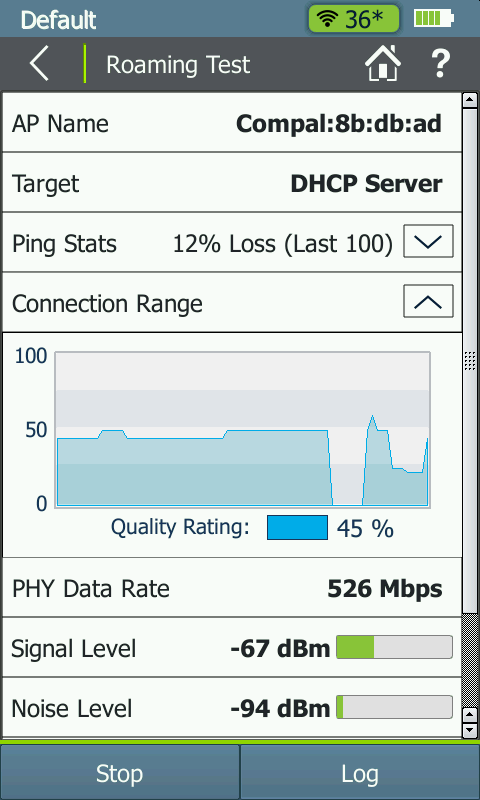 Default 36*
Roaming Test ?
AP Name Compal:8b:db:ad
Target DHCP Server
Ping Stats 12% Loss (Last 100)
Connection Range
100
50
0
Quality Rating: 45 %
PHY Data Rate 526 Mbps
Signal Level -67 dBm
Noise Level -94 dBm
Stop Log